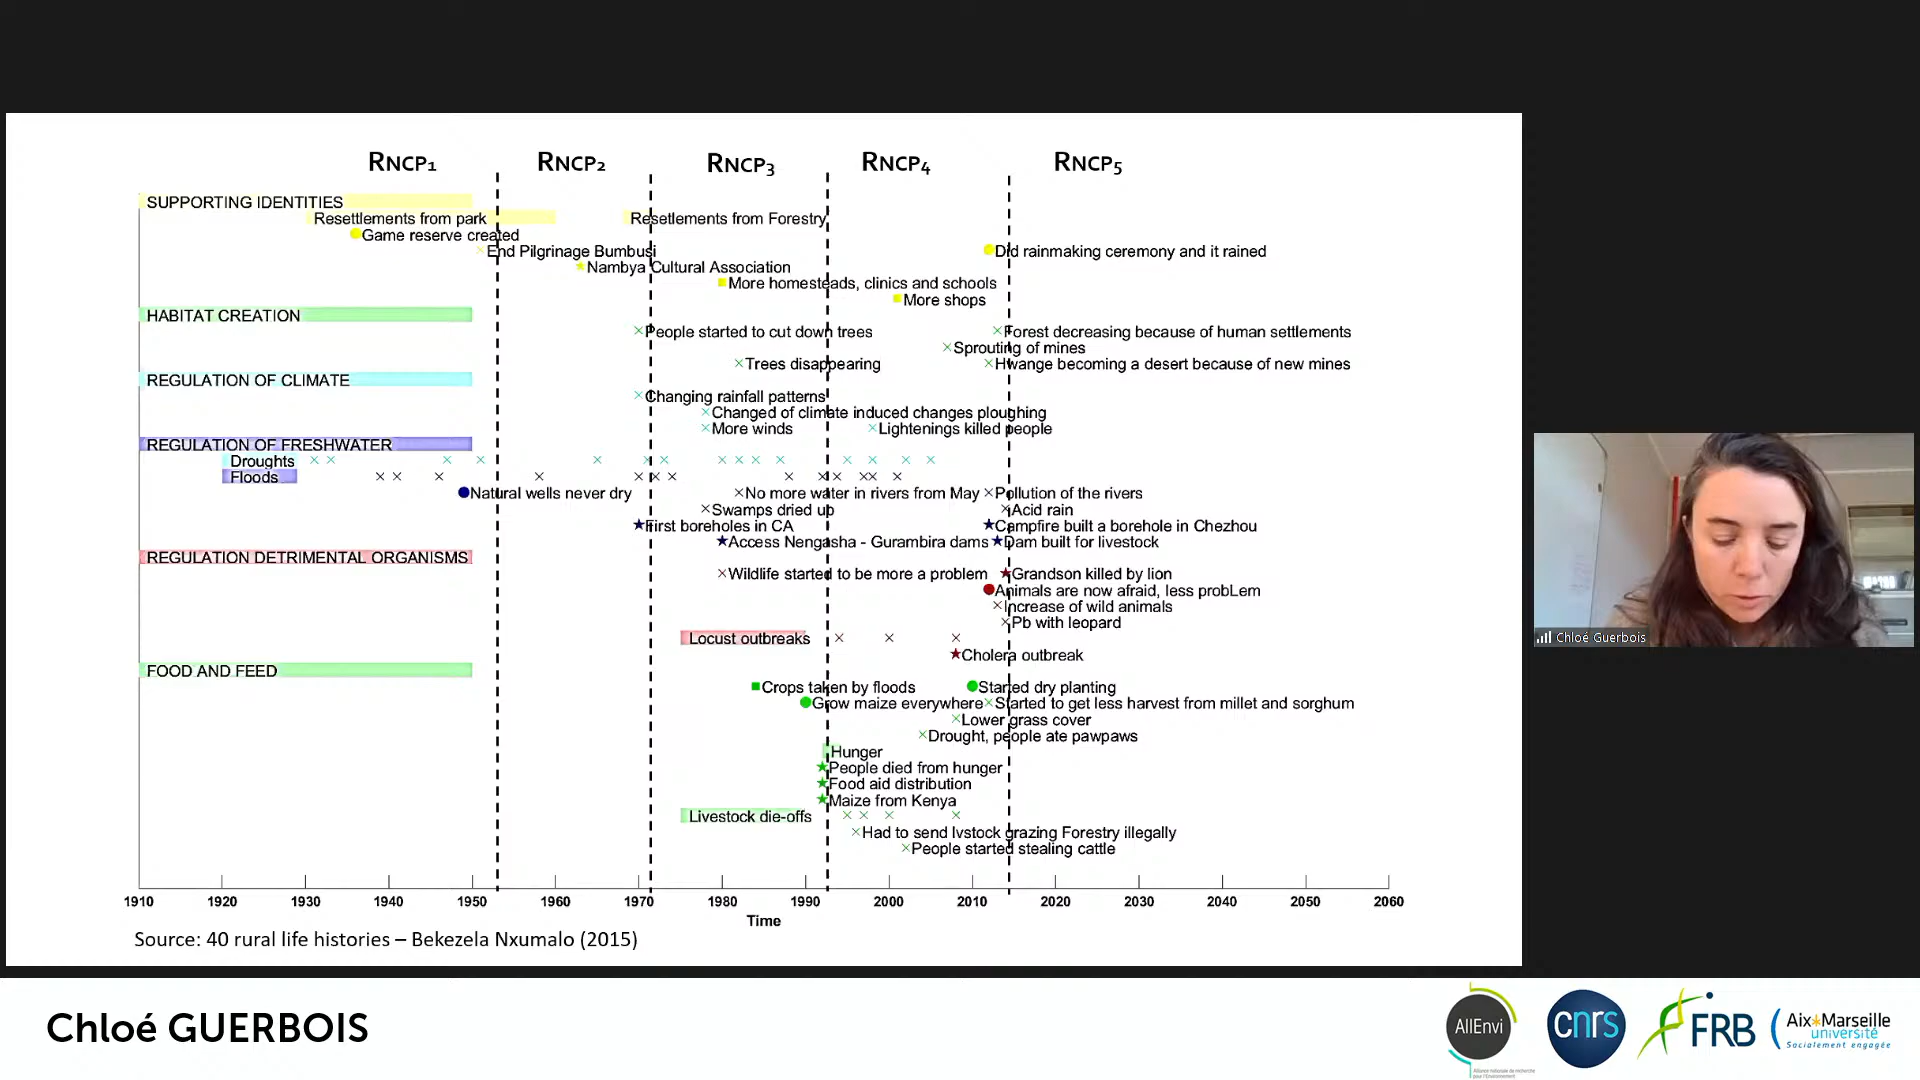 RNCP1 RNCP2 RNCP3 RNCP4 RNCP5
SUPPORTING IDENTITIES
Resettlements from park Resetlements from Forestry
Game reserve created
End Pilgrinage Bumbusi Did rainmaking ceremony and it rained
Nambya Cultural Association
More homesteads, clinics and schools
More shops
HABITAT CREATION
People started to cut down trees Forest decreasing because of human settlements
Sprouting of mines
Trees disappearing Hwange becoming a desert because of new mines
REGULATION OF CLIMATE
Changing rainfall patterns
Changed of climate induced changes ploughing
More winds Lightenings killed people
REGULATION OF FRESHWATER
Droughts
Floods
Natural wells never dry No more water in rivers from May Pollution of the rivers
Swamps dried up Acid rain
First boreholes in CA Campfire built a borehole in Chezhou
Access Nengasha - Gurambira dams Dam built for livestock
REGULATION DETRIMENTAL ORGANISMS
Wildlife started to be more a problem Grandson killed by lion
Animals are now afraid, less probLem
Increase of wild animals
Pb with leopard
Locust outbreaks
Cholera outbreak
FOOD AND FEED
Crops taken by floods Started dry planting
Grow maize everywhere Started to get less harvest from millet and sorghum
Lower grass cover
Drought, people ate pawpaws
Hunger
People died from hunger
Food aid distribution
Maize from Kenya
Livestock die-offs
Had to send lvstock grazing Forestry illegally
People started stealing cattle
1910 1920 1930 1940 1950 1960 1970 1980 1990 2000 2010 2020 2030 2040 2050 2060
Time
Source: 40 rural life histories – Bekezela Nxumalo (2015)
Chloé Guerbois
Chloé GUERBOIS
AllEnvi
Alliance nationale de recherche
pour l'Environnement
cnrs
FRB
Aix*Marseille
université
Socialement engagée